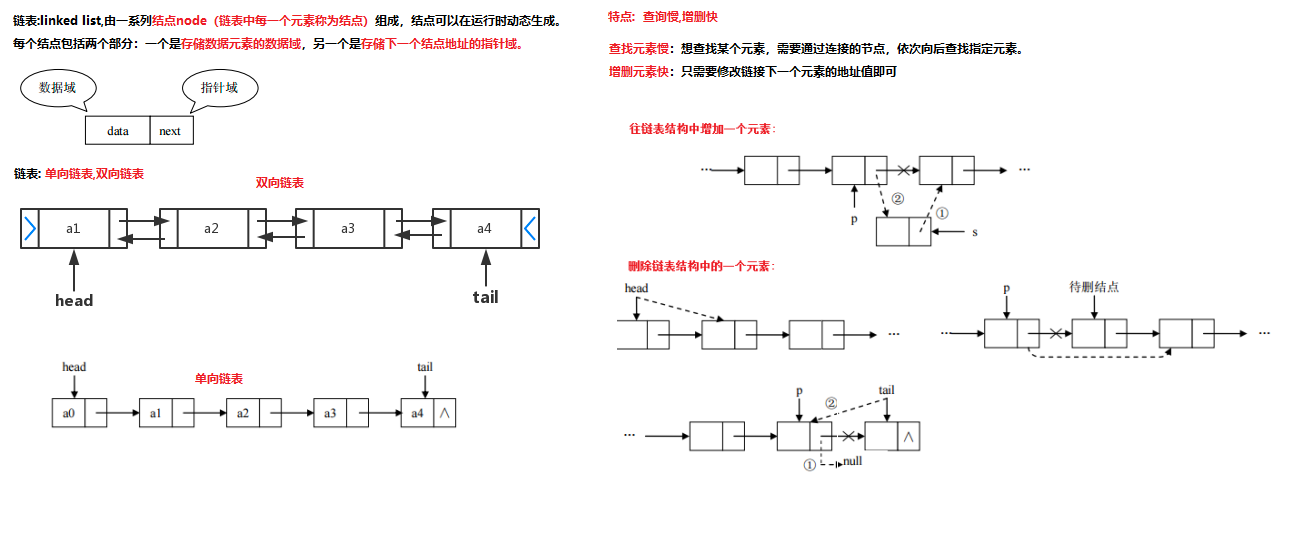 链表:linked list,由一系列结点node（链表中每一个元素称为结点）组成，结点可以在运行时动态生成。
每个结点包括两个部分：一个是存储数据元素的数据域，另一个是存储下一个结点地址的指针域。
数据域
指针域
data next
链表: 单向链表,双向链表
双向链表
a1 a2 a3 a4
head
tail
head
单向链表
tail
a0 a1 a2 a3 a4 ∧
特点: 查询慢,增删快
查找元素慢：想查找某个元素，需要通过连接的节点，依次向后查找指定元素。
增删元素快：只需要修改链接下一个元素的地址值即可
往链表结构中增加一个元素:
… …
②
①
p
s
删除链表结构中的一个元素:
head
…
p 待删结点
… …
p
②
tail
…
∧
①
null